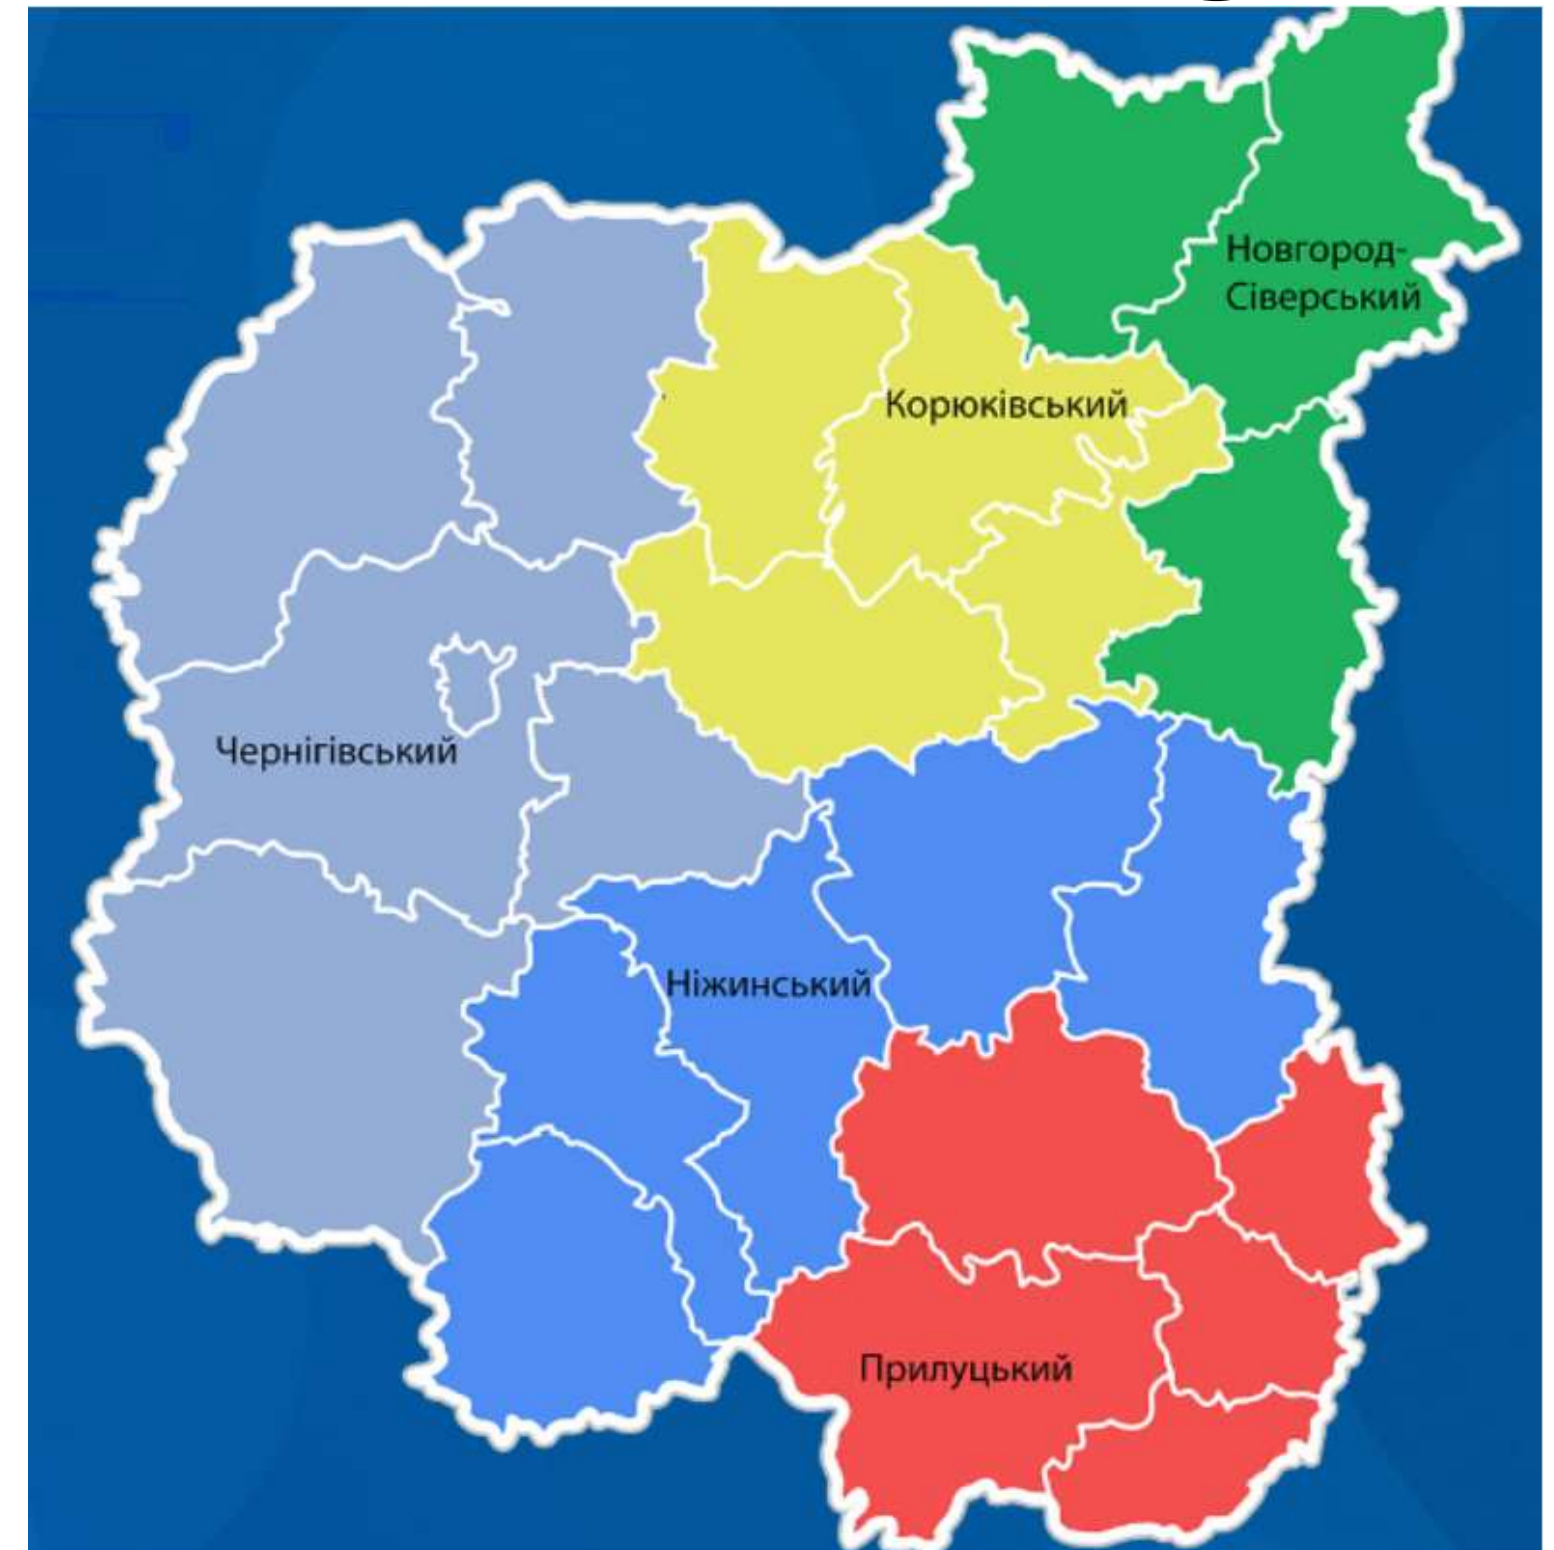 Новгород-
Сіверський
Корюківський
Чернігівський
Ніжинський
Прилуцький